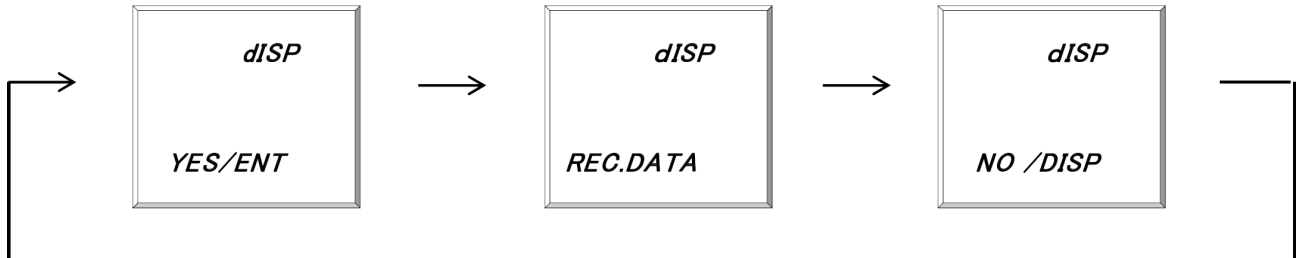 dISP
YES/ENT
dISP
REC.DATA
dISP
NO /DISP